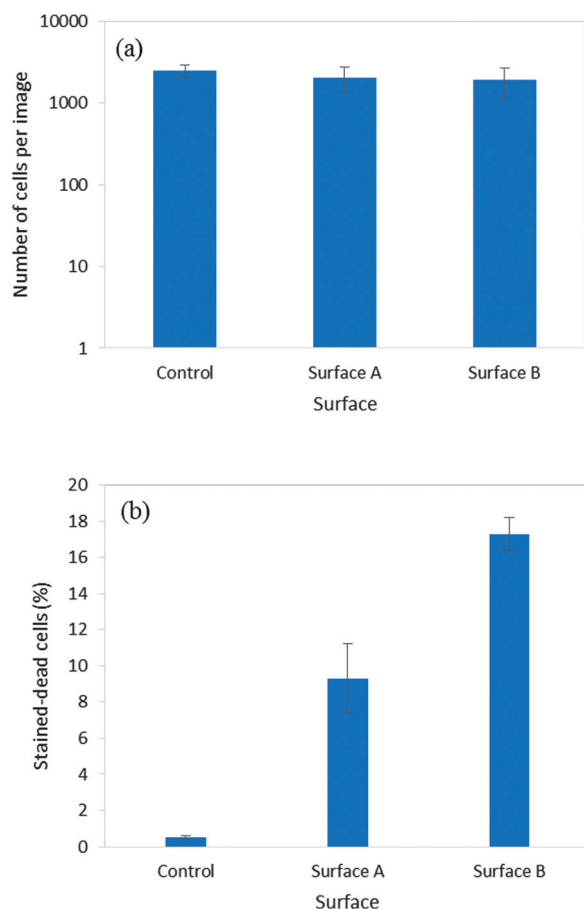 (a)
Number of cells per image
10000
1000
100
10
1
Control Surface A Surface B
Surface
(b)
Stained-dead cells (%)
20
18
16
14
12
10
8
6
4
2
0
Control Surface A Surface B
Surface